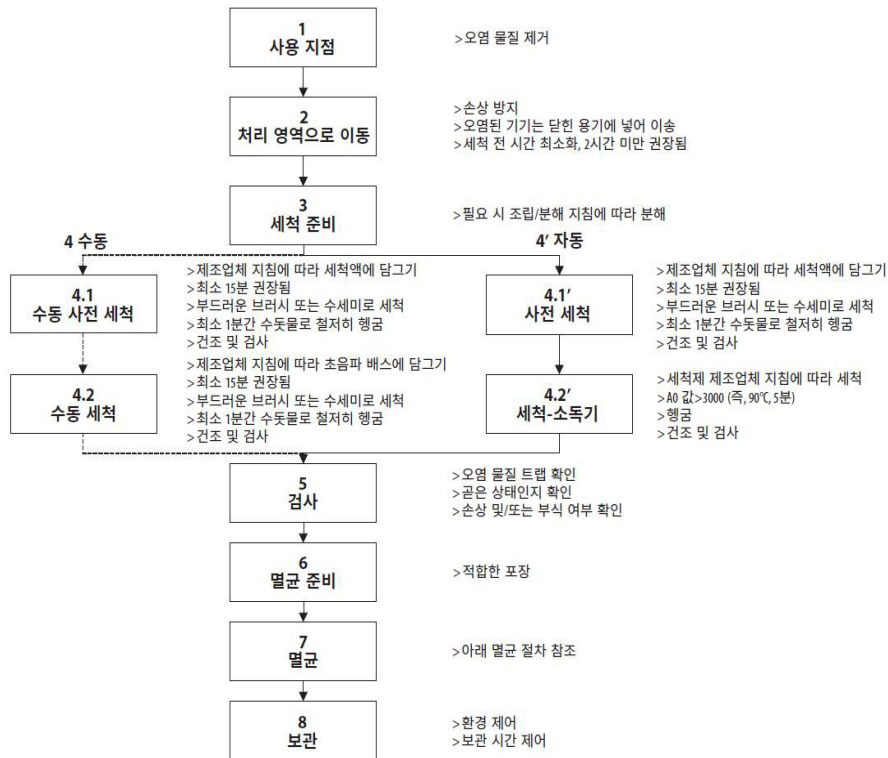 1
사용 지점
>오염 물질 제거
2
처리 영역으로 이동
>손상 방지
>오염된 기기는 닫힌 용기에 넣어 이송
>세척 전 시간 최소화, 2시간 미만 권장됨
3
세척 준비
>필요 시 조립/분해 지침에 따라 분해
4 수동
4.1
수동 사전 세척
>제조업체 지침에 따라 세척액에 담그기
>최소 15분 권장됨
>부드러운 브러시 또는 수세미로 세척
>최소 1분간 수돗물로 철저히 헹굼
>건조 및 검사
4.2
수동 세척
>제조업체 지침에 따라 초음파 배스에 담그기
>최소 15분 권장됨
>부드러운 브러시 또는 수세미로 세척
>최소 1분간 수돗물로 철저히 헹굼
>건조 및 검사
4’ 자동
4.1’
사전 세척
>제조업체 지침에 따라 세척액에 담그기
>최소 15분 권장됨
>부드러운 브러시 또는 수세미로 세척
>최소 1분간 수돗물로 철저히 헹굼
>건조 및 검사
4.2’
세척-소독기
>세척제 제조업체 지침에 따라 세척
>A0 값>3000 (즉, 90℃, 5분)
>헹굼
>건조 및 검사
5
검사
>오염 물질 트랩 확인
>곧은 상태인지 확인
>손상 및/또는 부식 여부 확인
6
멸균 준비
>적합한 포장
7
멸균
>아래 멸균 절차 참조
8
보관
>환경 제어
>보관 시간 제어